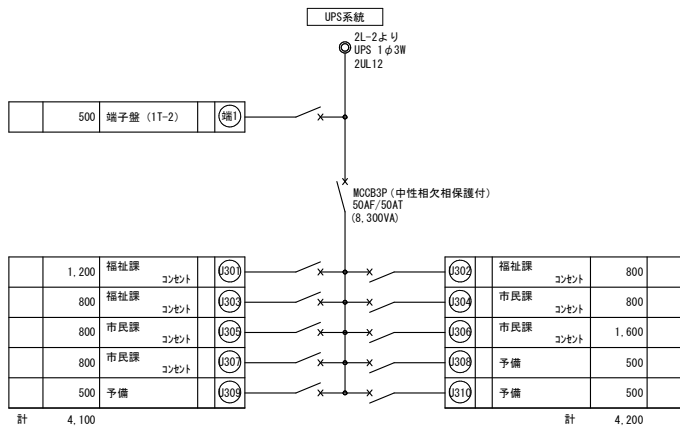 UPS系統
2L-2より
UPS 1φ3W
2UL12
500 端子盤（1T-2） 端1
MCCB3P（中性相欠相保護付）
50AF/50AT
(8,300VA)
1,200 福祉課 コンセント U301
U302 福祉課 コンセント 800
800 福祉課 コンセント U303
U304 市民課 コンセント 800
800 市民課 コンセント U305
U306 市民課 コンセント 1,600
800 市民課 コンセント U307
U308 予備 500
500 予備 U309
U310 予備 500
計 4,100
計 4,200